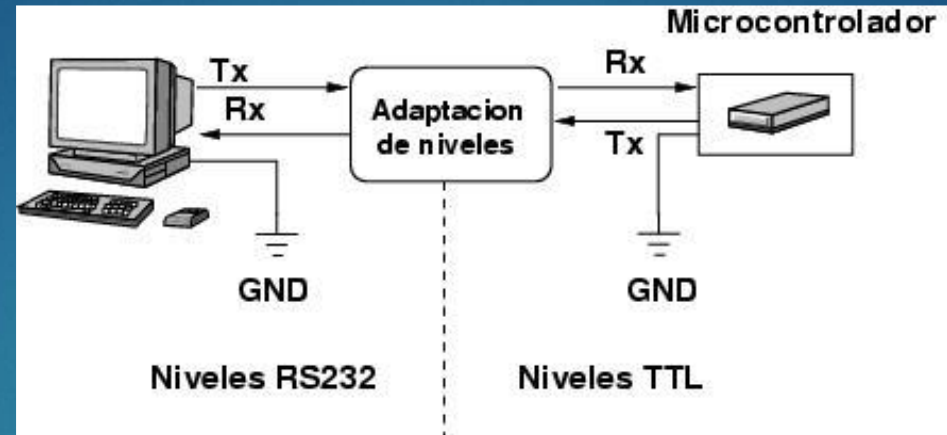 Microcontrolador
Tx
Rx
Adaptacion
de niveles
Rx
Tx
GND
GND
Niveles RS232
Niveles TTL